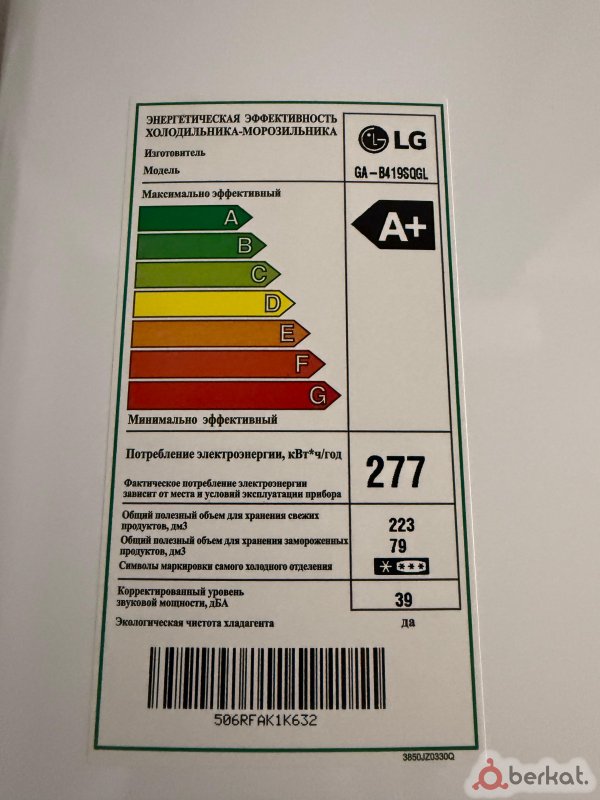 ЭНЕРГЕТИЧЕСКАЯ ЭФФЕКТИВНОСТЬ
ХОЛОДИЛЬНИКА-МОРОЗИЛЬНИКА
Изготовитель
LG
Модель
GA-B419SQGL
Максимально эффективный
A
A+
B
C
D
E
F
G
Минимально эффективный
Потребление электроэнергии, кВт*ч/год
277
Фактическое потребление электроэнергии
зависит от места и условий эксплуатации прибора
Общий полезный объем для хранения свежих
продуктов, дм3
223
Общий полезный объем для хранения замороженных
продуктов, дм3
79
Символы маркировки самого холодного отделения
Корректированный уровень
звуковой мощности, дБА
39
Экологическая чистота хладагента
да
506RFAK1K632
3850JZ0330Q
berkat.